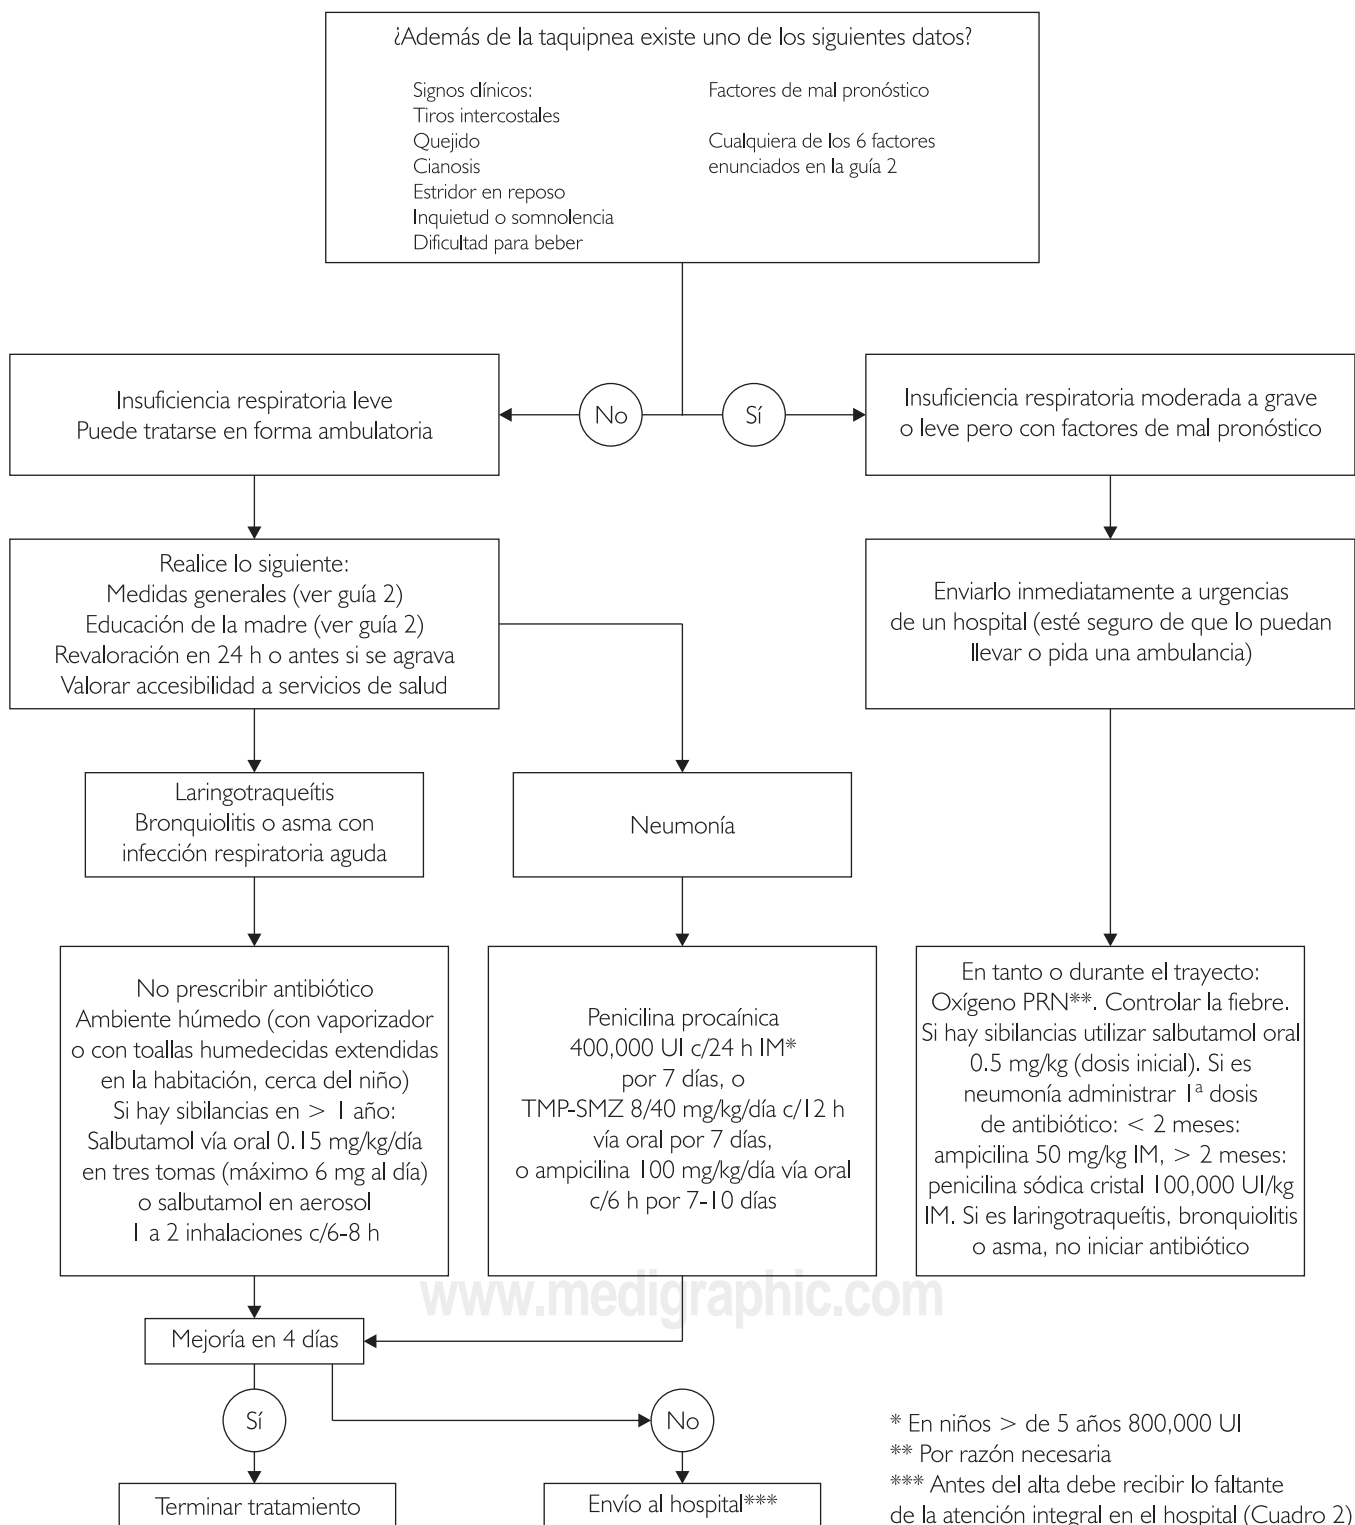 ¿Además de la taquipnea existe uno de los siguientes datos?
Signos clínicos:
Tiros intercostales
Quejido
Cianosis
Estridor en reposo
Inquietud o somnolencia
Dificultad para beber
Factores de mal pronóstico
Cualquiera de los 6 factores
enunciados en la guía 2
Insuficiencia respiratoria leve
Puede tratarse en forma ambulatoria
No
Sí
Insuficiencia respiratoria moderada a grave
o leve pero con factores de mal pronóstico
Realice lo siguiente:
Medidas generales (ver guía 2)
Educación de la madre (ver guía 2)
Revaloración en 24 h o antes si se agrava
Valorar accesibilidad a servicios de salud
Enviarlo inmediatamente a urgencias
de un hospital (esté seguro de que lo puedan
llevar o pida una ambulancia)
Laringotraqueítis
Bronquiolitis o asma con
infección respiratoria aguda
Neumonía
No prescribir antibiótico
Ambiente húmedo (con vaporizador
o con toallas humedecidas extendidas
en la habitación, cerca del niño)
Si hay sibilancias en > 1 año:
Salbutamol vía oral 0.15 mg/kg/día
en tres tomas (máximo 6 mg al día)
o salbutamol en aerosol
1 a 2 inhalaciones c/6-8 h
Penicilina procaínica
400,000 UI c/24 h IM*
por 7 días, o
TMP-SMZ 8/40 mg/kg/día c/12 h
vía oral por 7 días,
o ampicilina 100 mg/kg/día vía oral
c/6 h por 7-10 días
En tanto o durante el trayecto:
Oxígeno PRN**. Controlar la fiebre.
Si hay sibilancias utilizar salbutamol oral
0.5 mg/kg (dosis inicial). Si es
neumonía administrar 1ª dosis
de antibiótico: < 2 meses:
ampicilina 50 mg/kg IM, > 2 meses:
penicilina sódica cristal 100,000 UI/kg
IM. Si es laringotraqueítis, bronquiolitis
o asma, no iniciar antibiótico
www.medigraphic.com
Mejoría en 4 días
Sí
No
Terminar tratamiento
Envío al hospital***
* En niños > de 5 años 800,000 UI
** Por razón necesaria
*** Antes del alta debe recibir lo faltante
de la atención integral en el hospital (Cuadro 2)